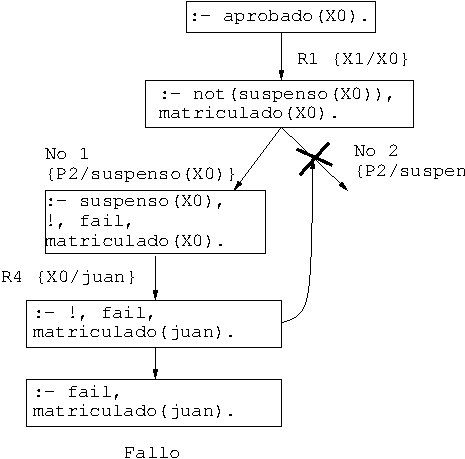 :- aprobado(X0).
R1 {X1/X0}
:- not(suspenso(X0)),
matriculado(X0).
No 1
{P2/suspenso(X0)}
No 2
{P2/suspen
:- suspenso(X0),
!, fail,
matriculado(X0).
R4 {X0/juan}
:- !, fail,
matriculado(juan).
:- fail,
matriculado(juan).
Fallo